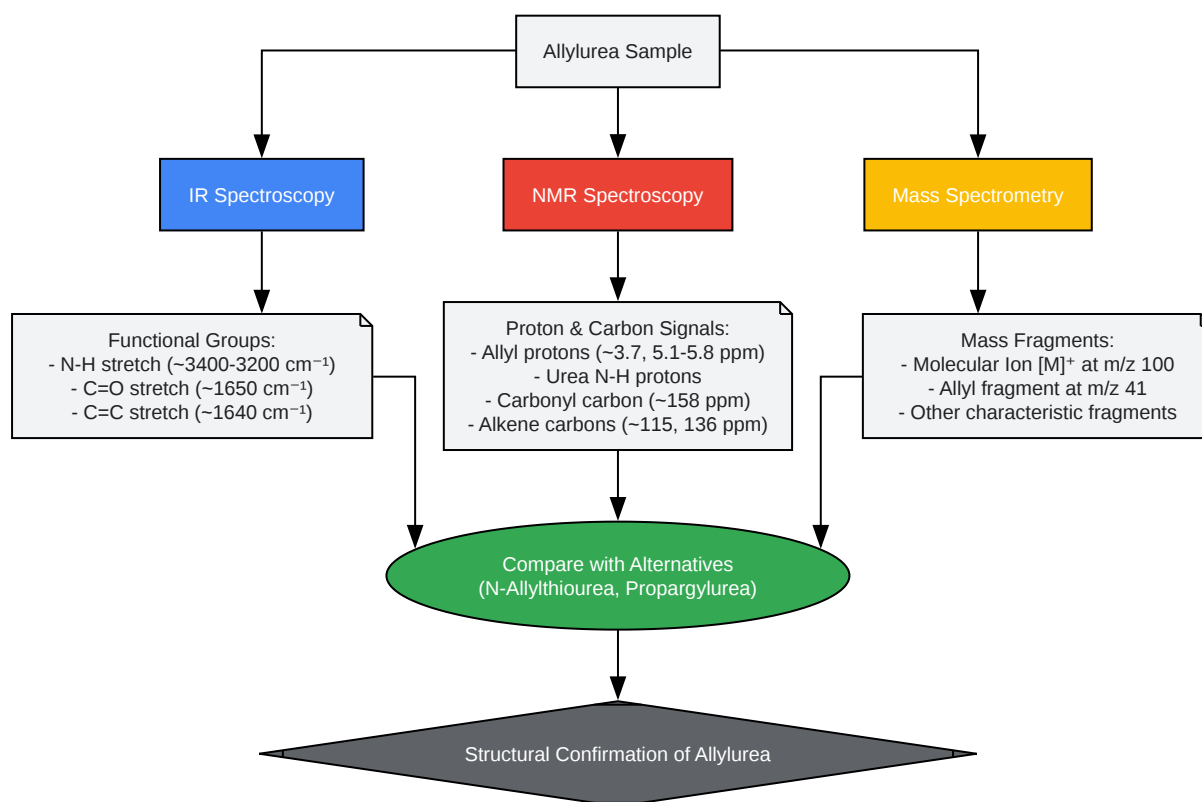 Allylurea Sample
IR Spectroscopy
NMR Spectroscopy
Mass Spectrometry
Functional Groups:
- N-H stretch (~3400-3200 cm⁻¹)
- C=O stretch (~1650 cm⁻¹)
- C=C stretch (~1640 cm⁻¹)
Proton & Carbon Signals:
- Allyl protons (~3.7, 5.1-5.8 ppm)
- Urea N-H protons
- Carbonyl carbon (~158 ppm)
- Alkene carbons (~115, 136 ppm)
Mass Fragments:
- Molecular Ion [M]⁺ at m/z 100
- Allyl fragment at m/z 41
- Other characteristic fragments
Compare with Alternatives
(N-Allylthiourea, Propargylurea)
Structural Confirmation of Allylurea